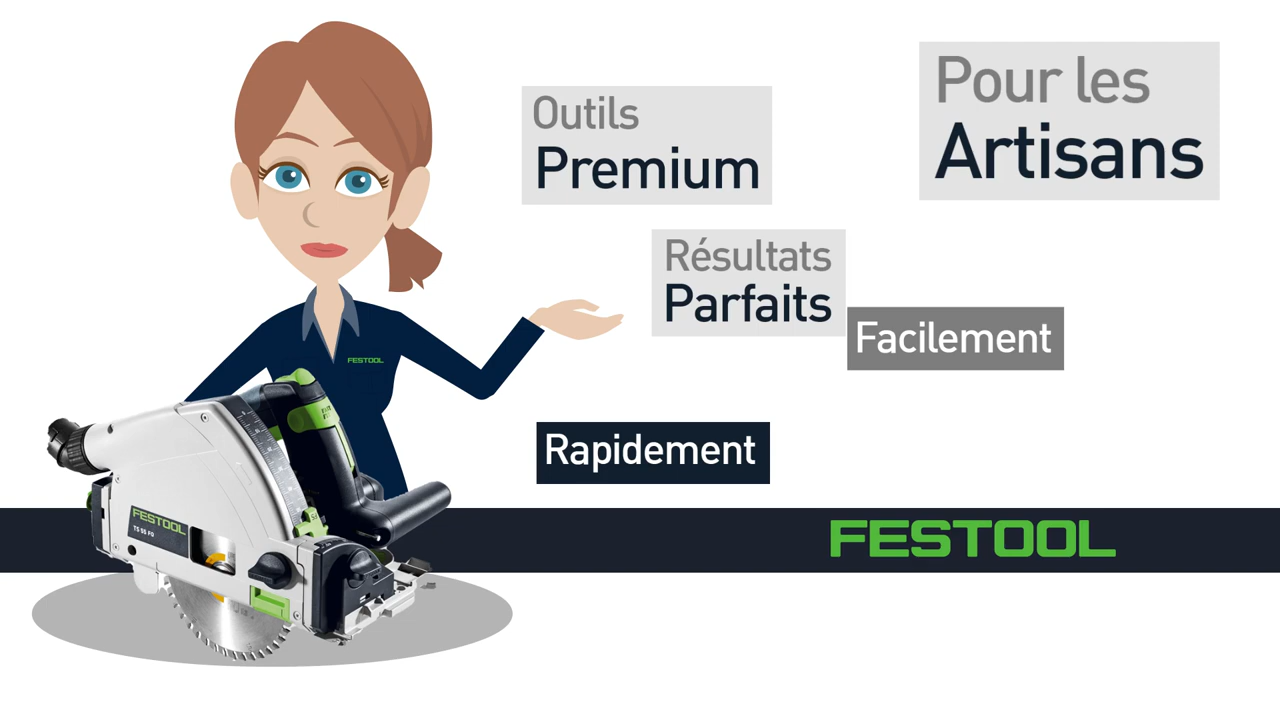 Pour les
Artisans
Outils
Premium
Résultats
Parfaits
Facilement
Rapidement
FESTOOL
FESTOOL
FESTOOL
TS 55 FQ